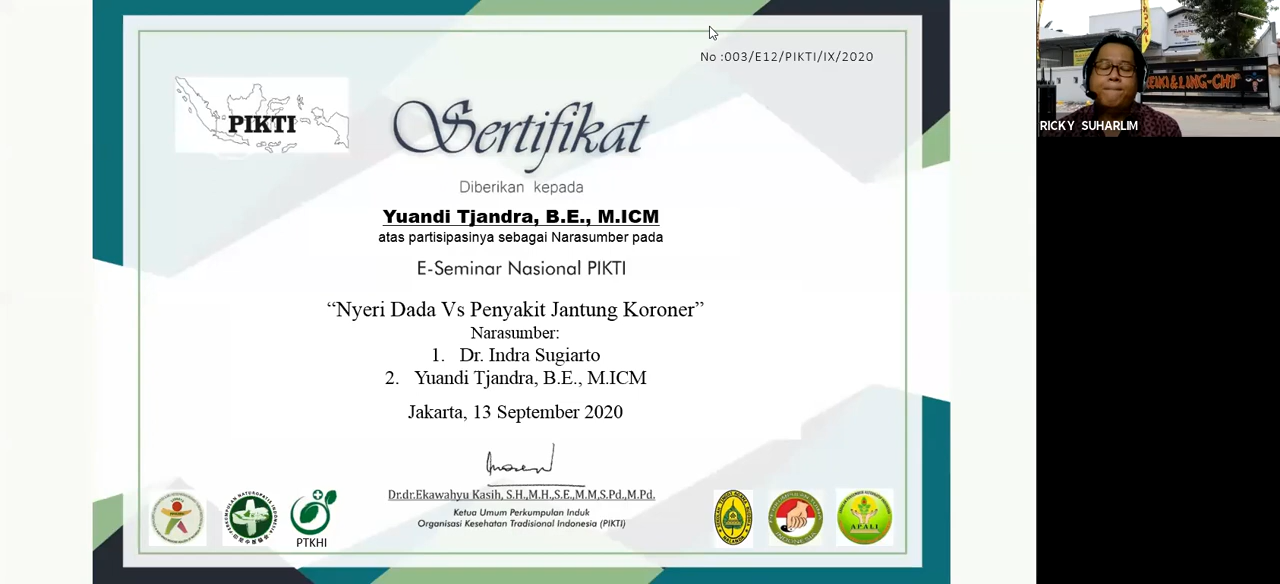 No :003/E12/PIKTI/IX/2020
PIKTI
Sertifikat
Diberikan kepada
Yuandi Tjandra, B.E., M.ICM
atas partisipasinya sebagai Narasumber pada
E-Seminar Nasional PIKTI
“Nyeri Dada Vs Penyakit Jantung Koroner”
Narasumber:
1. Dr. Indra Sugiarto
2. Yuandi Tjandra, B.E., M.ICM
Jakarta, 13 September 2020
Dr.dr.Ekawahyu Kasih, S.H.,M.H.,S.E.,M.M,S.Pd.,M.Pd.
Ketua Umum Perkumpulan Induk
Organisasi Kesehatan Tradisional Indonesia (PIKTI)
PTKHI
RICKY SUHARLIM